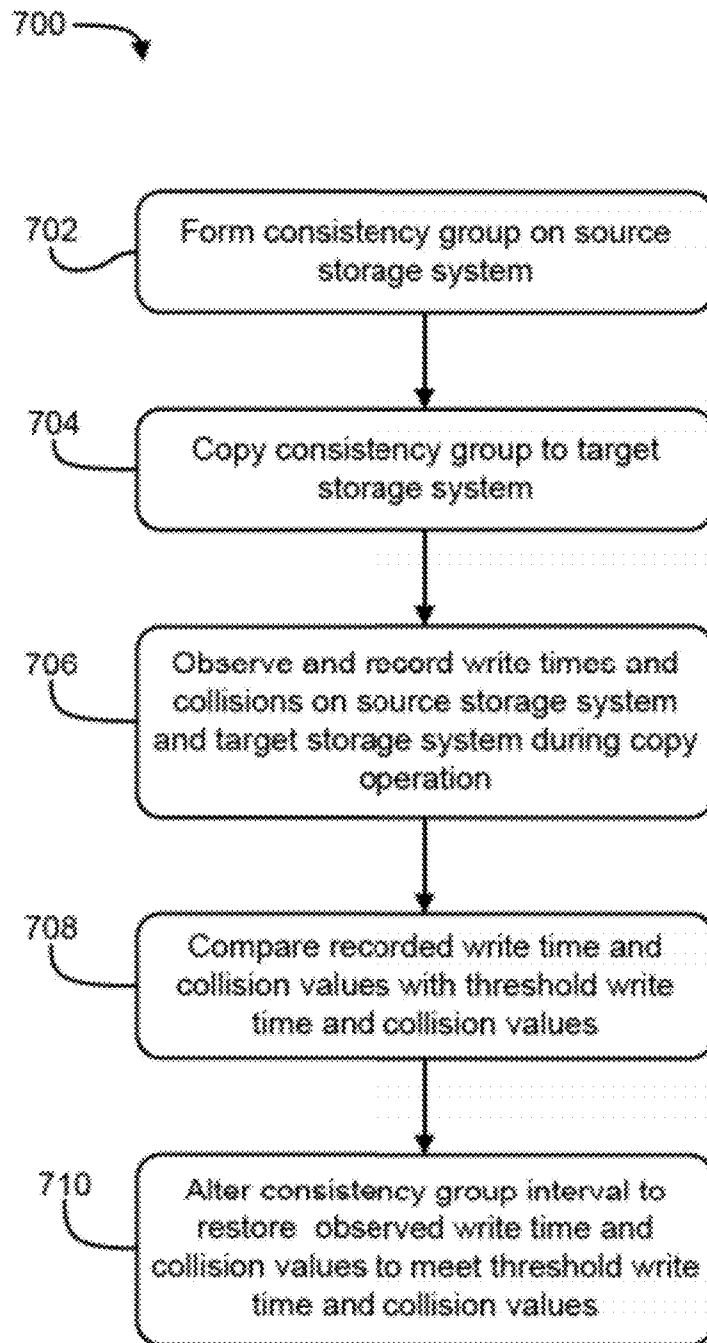 700
702
Form consistency group on source
storage system
704
Copy consistency group to target
storage system
706
Observe and record write times and
collisions on source storage system
and target storage system during copy
operation
708
Compare recorded write time and
collision values with threshold write
time and collision values
710
Alter consistency group interval to
restore observed write time and
collision values to meet threshold write
time and collision values